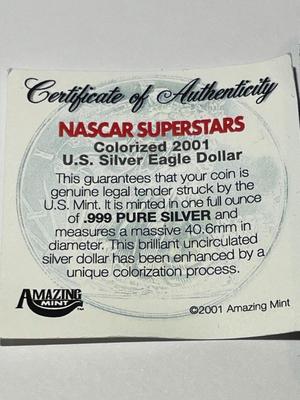 Certificate of Authenticity
NASCAR SUPERSTARS
Colorized 2001
U.S. Silver Eagle Dollar
This guarantees that your coin is
genuine legal tender struck by the
U.S. Mint. It is minted in one full ounce
of .999 PURE SILVER and
measures a massive 40.6mm in
diameter. This brilliant uncirculated
silver dollar has been enhanced by a
unique colorization process.
AMAZING
MINT™
©2001 Amazing Mint